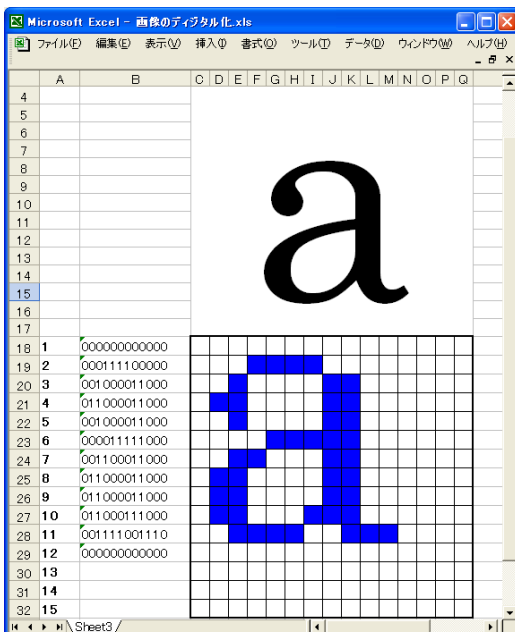 Microsoft Excel - 画像のディジタル化.xls
ファイル(F) 編集(E) 表示(V) 挿入(I) 書式(O) ツール(T) データ(D) ウィンドウ(W) ヘルプ(H)
A B C D E F G H I J K L M N O P Q
4
5
6
7
8
9
10
11
12
13
14
15
16
17
a
18 1 000000000000
19 2 000111100000
20 3 001000011000
21 4 011000011000
22 5 001000011000
23 6 000011111000
24 7 001100011000
25 8 011000011000
26 9 011000011000
27 10 011000111000
28 11 001111001110
29 12 000000000000
30 13
31 14
32 15
Sheet3